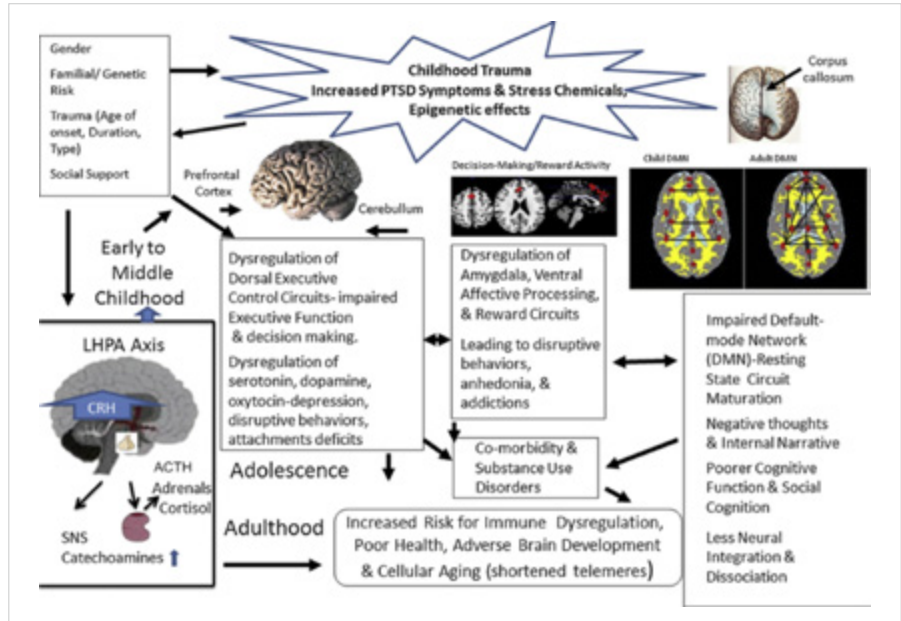 Gender
Familial/ Genetic
Risk
Trauma (Age of
onset, Duration,
Type)
Social Support
Childhood Trauma
Increased PTSD Symptoms & Stress Chemicals,
Epigenetic effects
Corpus
callosum
Prefrontal
Cortex
Cerebullum
Decision-Making/Reward Activity
Child DMN
Adult DMN
Early to
Middle
Childhood
Dysregulation of
Dorsal Executive
Control Circuits- impaired
Executive Function
& decision making.
Dysregulation of
serotonin, dopamine,
oxytocin-depression,
disruptive behaviors,
attachments deficits
Dysregulation of
Amygdala, Ventral
Affective Processing,
& Reward Circuits
Leading to disruptive
behaviors,
anhedonia, &
addictions
Impaired Default-
mode Network
(DMN)-Resting
State Circuit
Maturation
Negative thoughts
& Internal Narrative
Poorer Cognitive
Function & Social
Cognition
Less Neural
Integration &
Dissociation
LHPA Axis
CRH
ACTH
Adrenals
Cortisol
SNS
Catechoamines
Adolescence
Co-morbidity &
Substance Use
Disorders
Adulthood
Increased Risk for Immune Dysregulation,
Poor Health, Adverse Brain Development
& Cellular Aging (shortened telemeres)